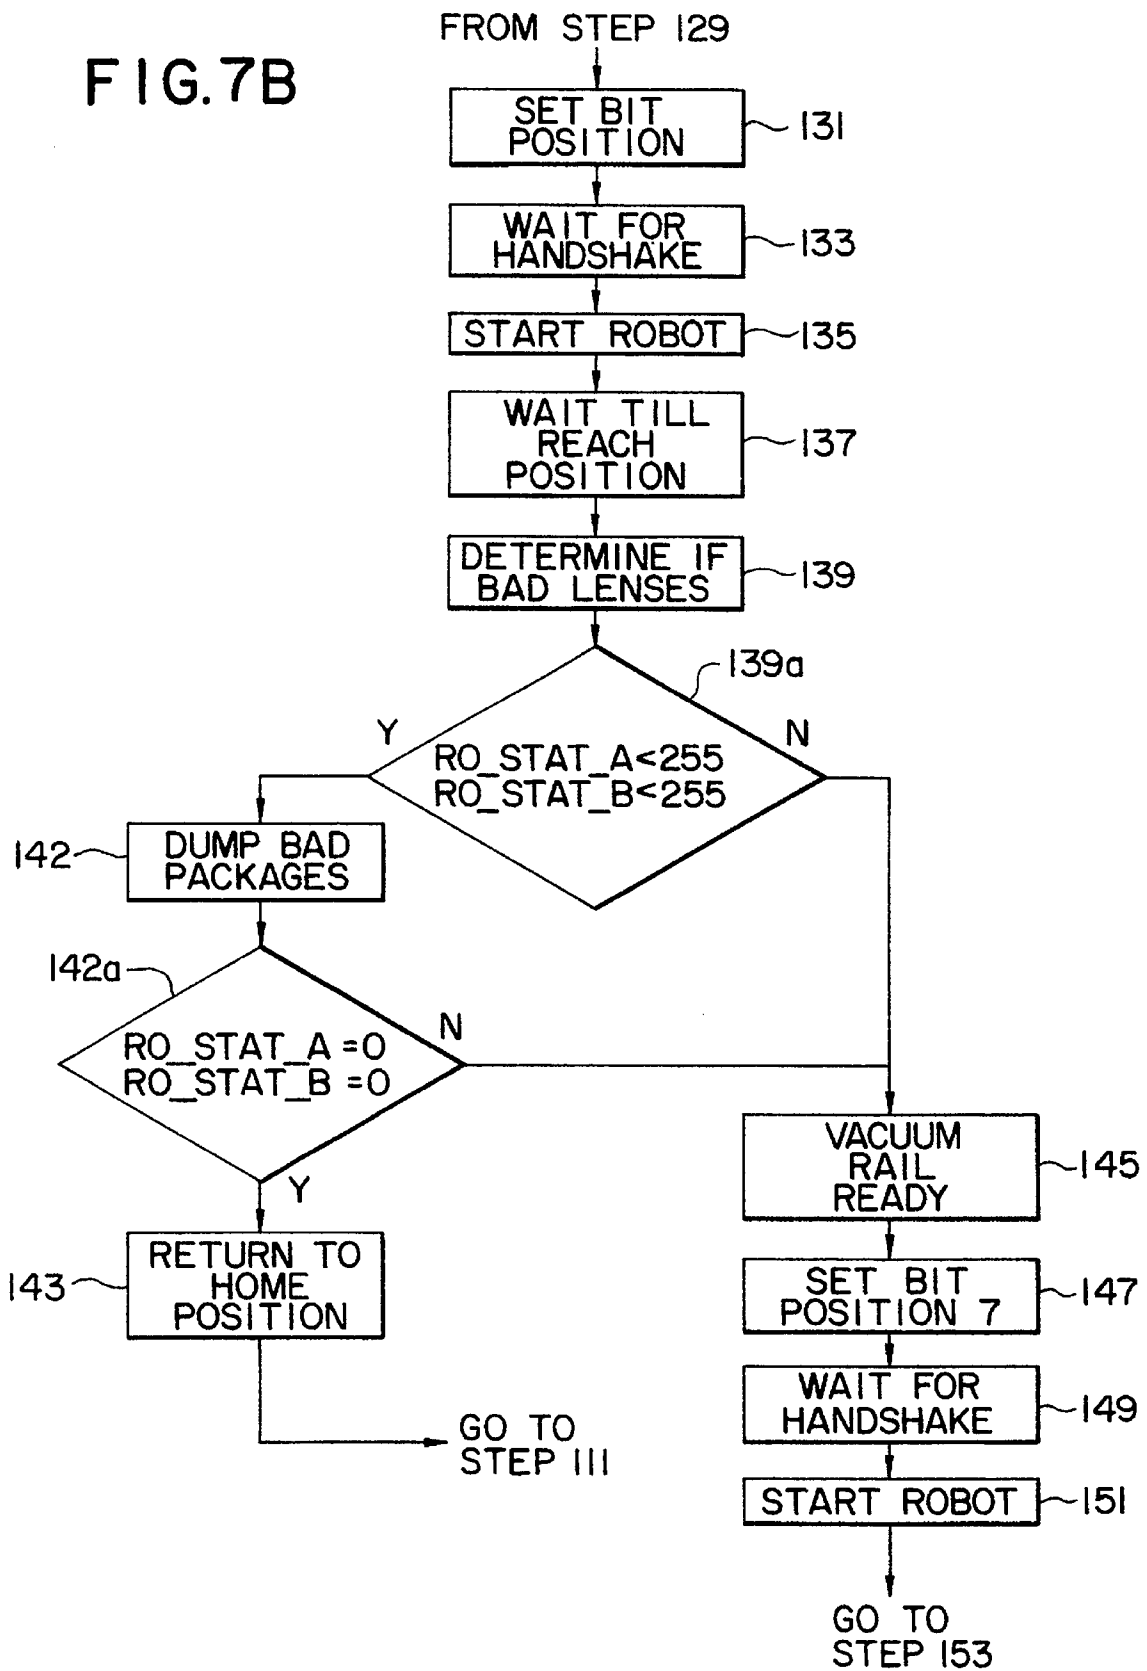 FROM STEP 129
FIG. 7B
SET BIT
POSITION
131
WAIT FOR
HANDSHAKE
133
START ROBOT
135
WAIT TILL
REACH
POSITION
137
DETERMINE IF
BAD LENSES
139
139a
Y
N
RO_STAT_A<255
RO_STAT_B<255
142
DUMP BAD
PACKAGES
142a
N
RO_STAT_A=0
RO_STAT_B=0
Y
143
RETURN TO
HOME
POSITION
GO TO
STEP 111
VACUUM
RAIL
READY
145
SET BIT
POSITION 7
147
WAIT FOR
HANDSHAKE
149
START ROBOT
151
GO TO
STEP 153